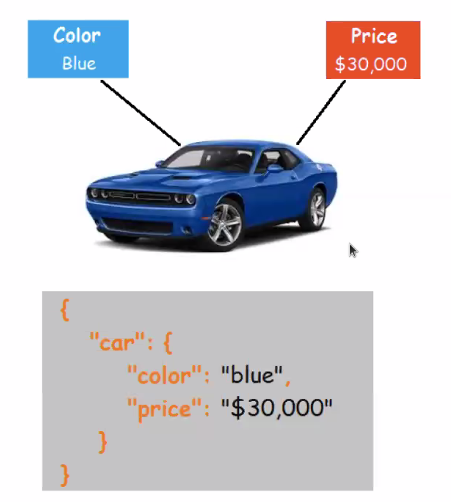 Color
Blue
Price
$30,000
{
"car": {
"color": "blue",
"price": "$30,000"
}
}